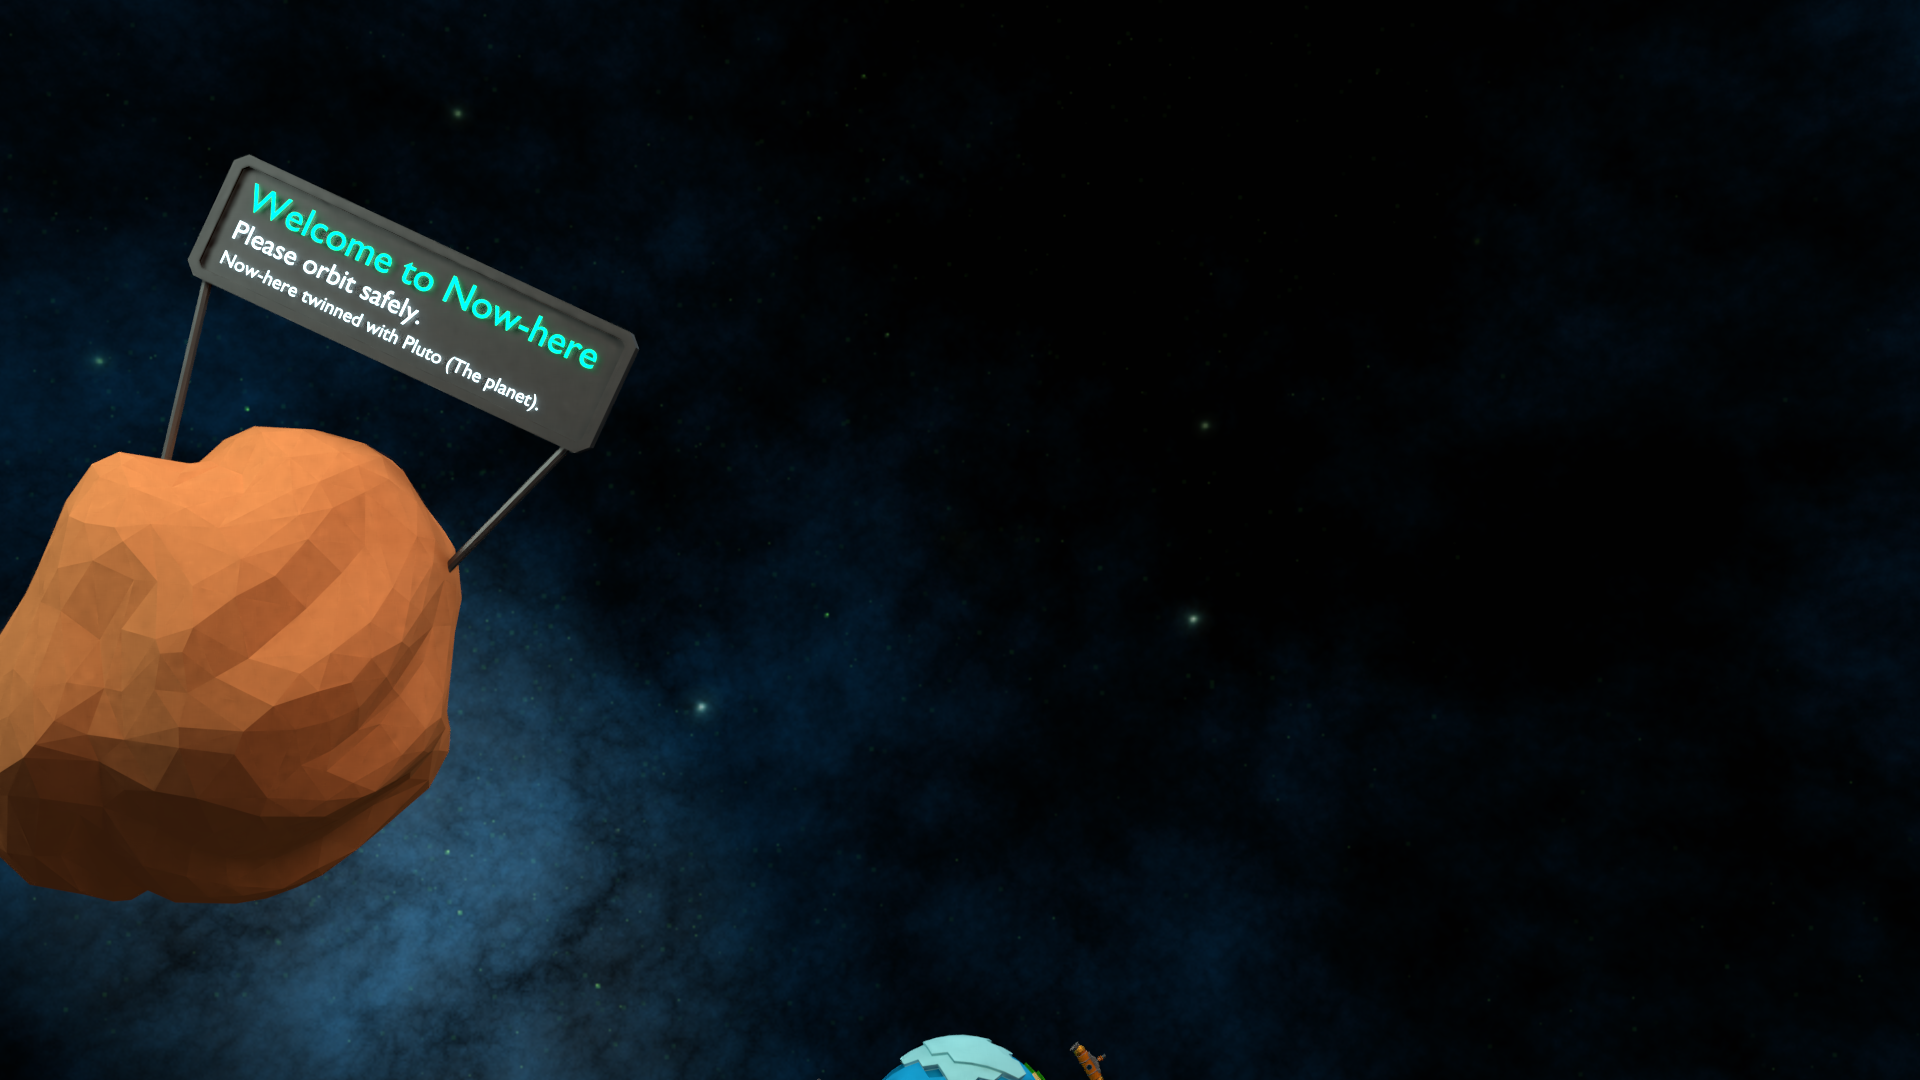 Welcome to Now-here
Please orbit safely.
Now-here twinned with Pluto (The planet).